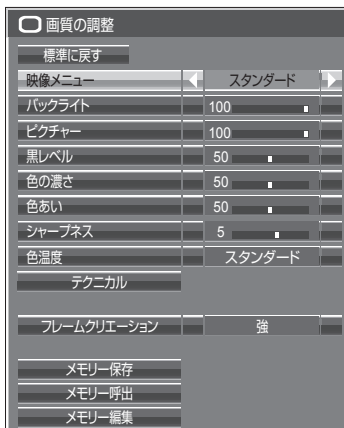 画質の調整
標準に戻す
映像メニュー スタンダード
バックライト 100
ピクチャー 100
黒レベル 50
色の濃さ 50
色あい 50
シャープネス 5
色温度 スタンダード
テクニカル
フレームクリエーション 強
メモリー保存
メモリー呼出
メモリー編集